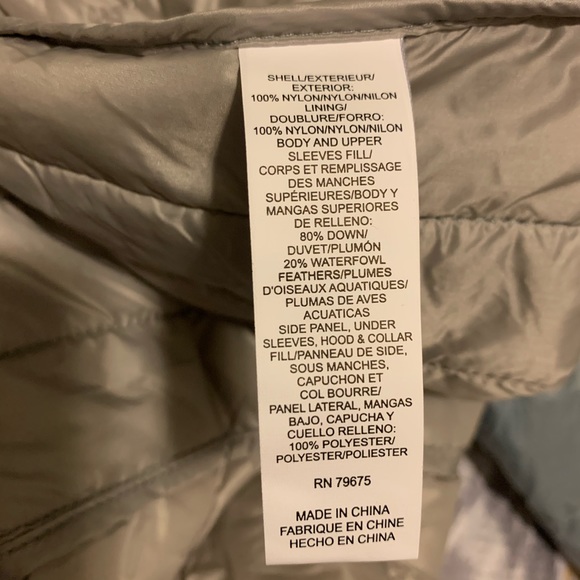 SHELL/EXTERIEUR/
EXTERIOR:
100% NYLON/NYLON/NILON
LINING/
DOUBLURE/FORRO:
100% NYLON/NYLON/NILON
BODY AND UPPER
SLEEVES FILL/
CORPS ET REMPLISSAGE
DES MANCHES
SUPÉRIEURES/BODY Y
MANGAS SUPERIORES
DE RELLENO:
80% DOWN/
DUVET/PLUMÓN
20% WATERFOWL
FEATHERS/PLUMES
D'OISEAUX AQUATIQUES/
PLUMAS DE AVES
ACUATICAS
SIDE PANEL, UNDER
SLEEVES, HOOD & COLLAR
FILL/PANNEAU DE SIDE,
SOUS MANCHES,
CAPUCHON ET
COL BOURRE/
PANEL LATERAL, MANGAS
BAJO, CAPUCHA Y
CUELLO RELLENO:
100% POLYESTER/
POLYESTER/POLIESTER
RN 79675
MADE IN CHINA
FABRIQUE EN CHINE
HECHO EN CHINA